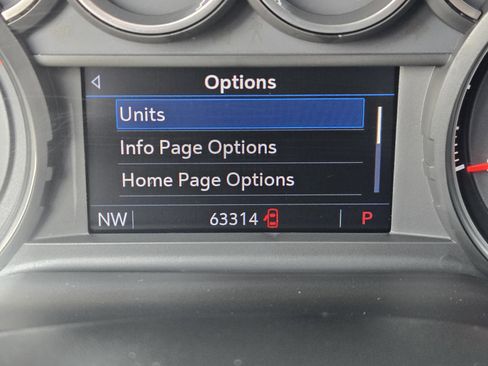 Options
Units
Info Page Options
Home Page Options
NW 63314 P